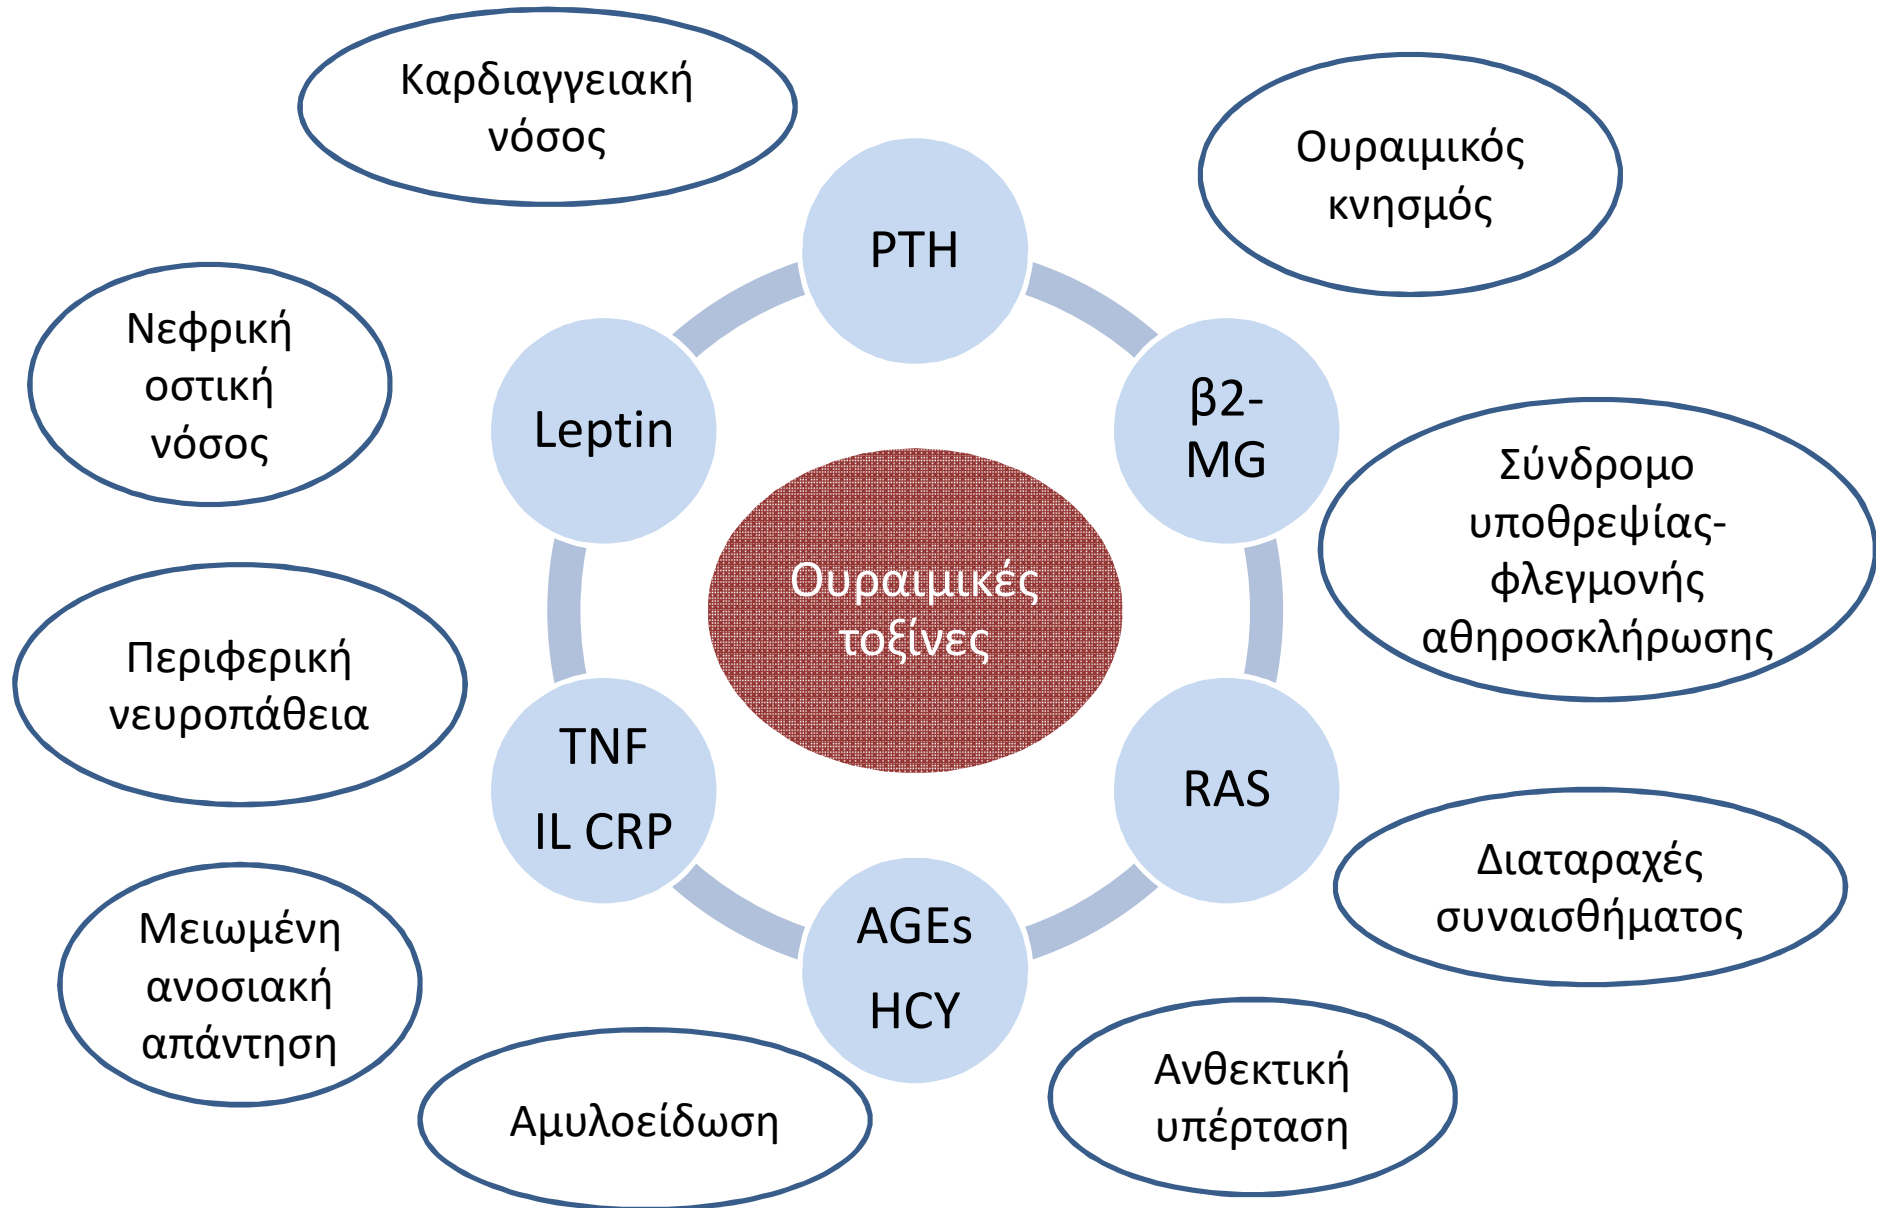 Καρδιαγγειακή
νόσος
Ουραιμικός
κνησμός
PTH
Νεφρική
οστική
νόσος
Leptin
β2-
MG
Σύνδρομο
υποθρεψίας-
φλεγμονής
αθηροσκλήρωσης
Ουραιμικές
τοξίνες
Περιφερική
νευροπάθεια
TNF
IL CRP
RAS
Διαταραχές
συναισθήματος
Μειωμένη
ανοσιακή
απάντηση
AGEs
HCY
Αμυλοείδωση
Ανθεκτική
υπέρταση